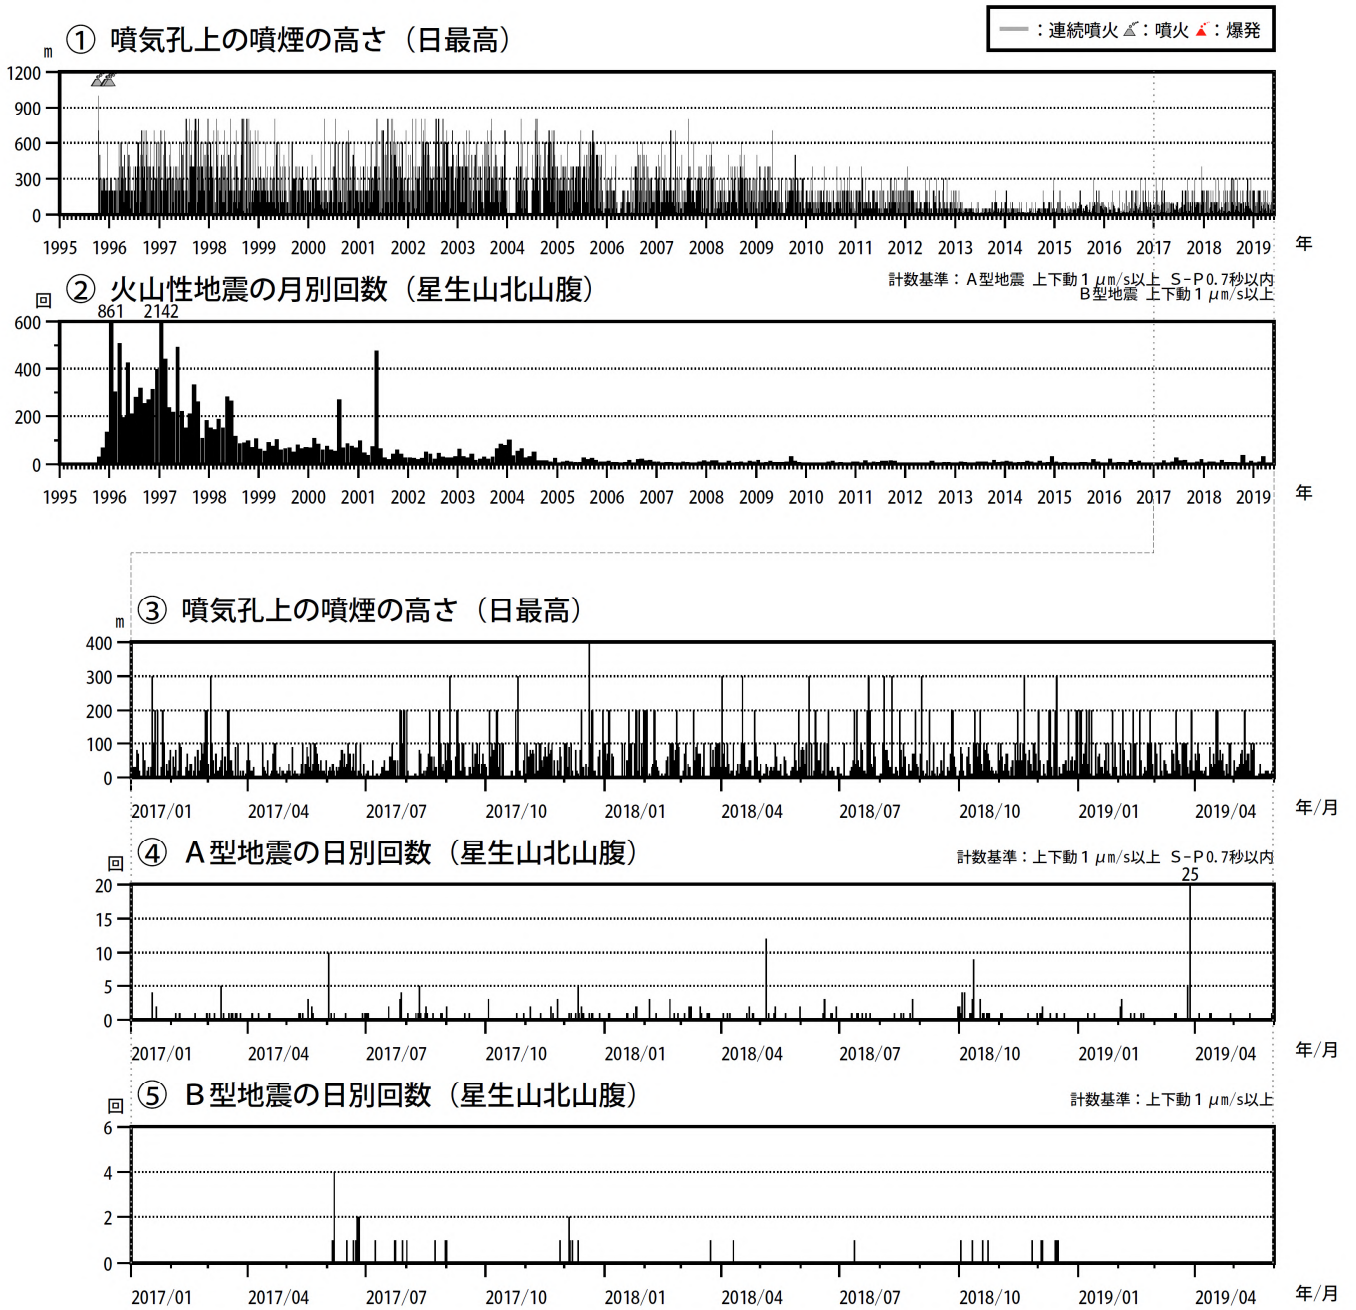 ：連続噴火 ：噴火 ：爆発
m ① 噴気孔上の噴煙の高さ（日最高）
1200
900
600
300
0
1995 1996 1997 1998 1999 2000 2001 2002 2003 2004 2005 2006 2007 2008 2009 2010 2011 2012 2013 2014 2015 2016 2017 2018 2019 年
回 ② 火山性地震の月別回数（星生山北山腹）
計数基準：Ａ型地震 上下動１μm/s以上 Ｓ−Ｐ0.7秒以内
Ｂ型地震 上下動１μm/s以上
861 2142
600
400
200
0
1995 1996 1997 1998 1999 2000 2001 2002 2003 2004 2005 2006 2007 2008 2009 2010 2011 2012 2013 2014 2015 2016 2017 2018 2019 年
m ③ 噴気孔上の噴煙の高さ（日最高）
400
300
200
100
0
2017/01 2017/04 2017/07 2017/10 2018/01 2018/04 2018/07 2018/10 2019/01 2019/04 年/月
回 ④ Ａ型地震の日別回数（星生山北山腹）
計数基準：上下動１μm/s以上 Ｓ−Ｐ0.7秒以内
25
20
15
10
5
0
2017/01 2017/04 2017/07 2017/10 2018/01 2018/04 2018/07 2018/10 2019/01 2019/04 年/月
回 ⑤ Ｂ型地震の日別回数（星生山北山腹）
計数基準：上下動１μm/s以上
6
4
2
0
2017/01 2017/04 2017/07 2017/10 2018/01 2018/04 2018/07 2018/10 2019/01 2019/04 年/月